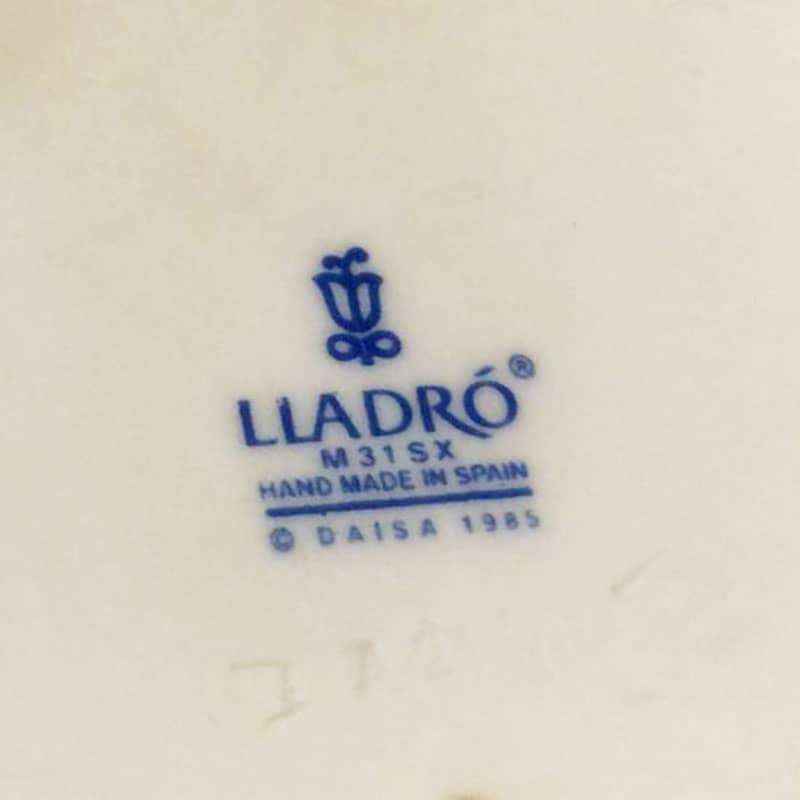 LLADRÓ®
M 31 SX
HAND MADE IN SPAIN
© DAISA 1985